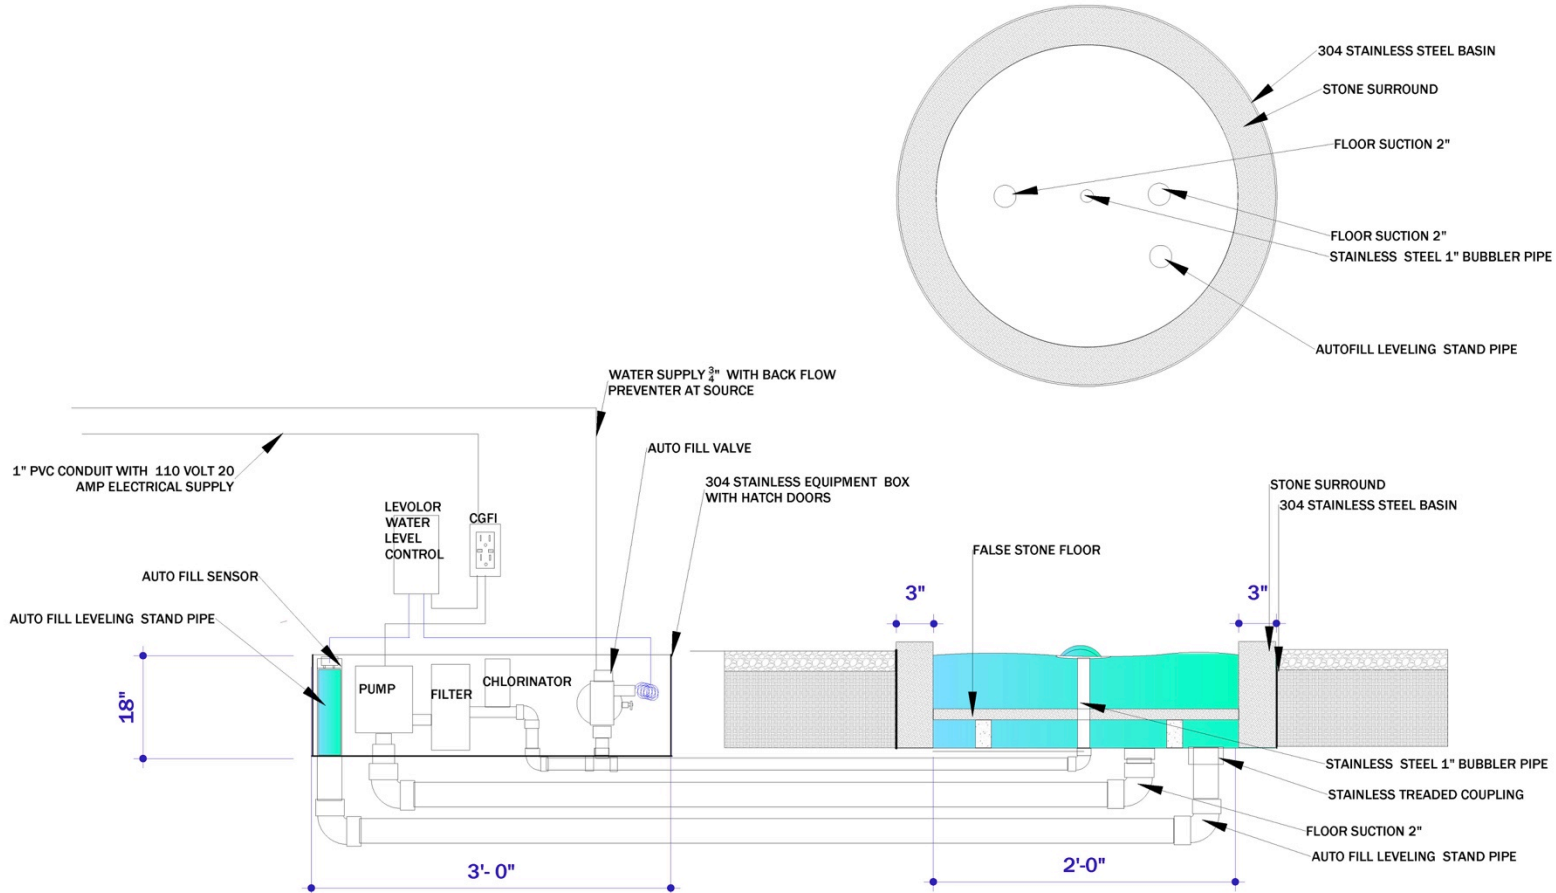 304 STAINLESS STEEL BASIN
STONE SURROUND
FLOOR SUCTION 2"
FLOOR SUCTION 2"
STAINLESS STEEL 1" BUBBLER PIPE
AUTOFILL LEVELING STAND PIPE
WATER SUPPLY 3/4" WITH BACK FLOW
PREVENTER AT SOURCE
AUTO FILL VALVE
1" PVC CONDUIT WITH 110 VOLT 20
AMP ELECTRICAL SUPPLY
304 STAINLESS EQUIPMENT BOX
WITH HATCH DOORS
LEVOLOR
WATER
LEVEL
CONTROL
CGFI
STONE SURROUND
304 STAINLESS STEEL BASIN
FALSE STONE FLOOR
AUTO FILL SENSOR
AUTO FILL LEVELING STAND PIPE
3"
3"
18"
PUMP
FILTER
CHLORINATOR
STAINLESS STEEL 1" BUBBLER PIPE
STAINLESS TREADED COUPLING
FLOOR SUCTION 2"
AUTO FILL LEVELING STAND PIPE
3'- 0"
2'-0"